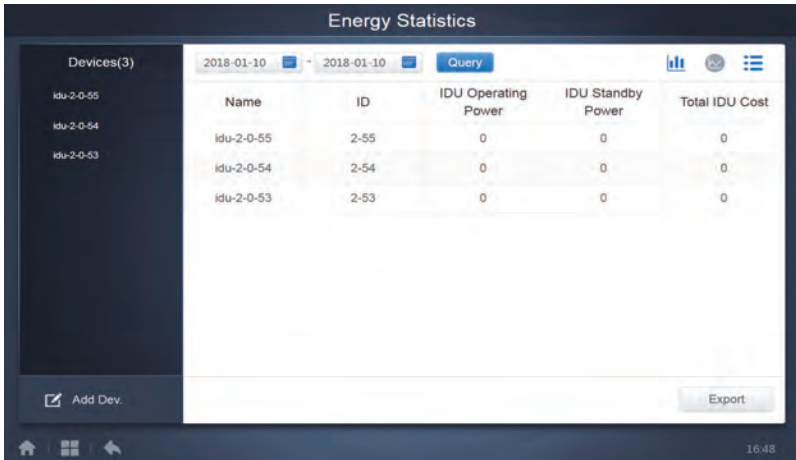 Energy Statistics
Devices(3)
idu-2-0-55
idu-2-0-54
idu-2-0-53
Add Dev.
2018-01-10 - 2018-01-10 Query
Name ID IDU Operating Power IDU Standby Power Total IDU Cost
idu-2-0-55 2-55 0 0 0
idu-2-0-54 2-54 0 0 0
idu-2-0-53 2-53 0 0 0
Export
16:48